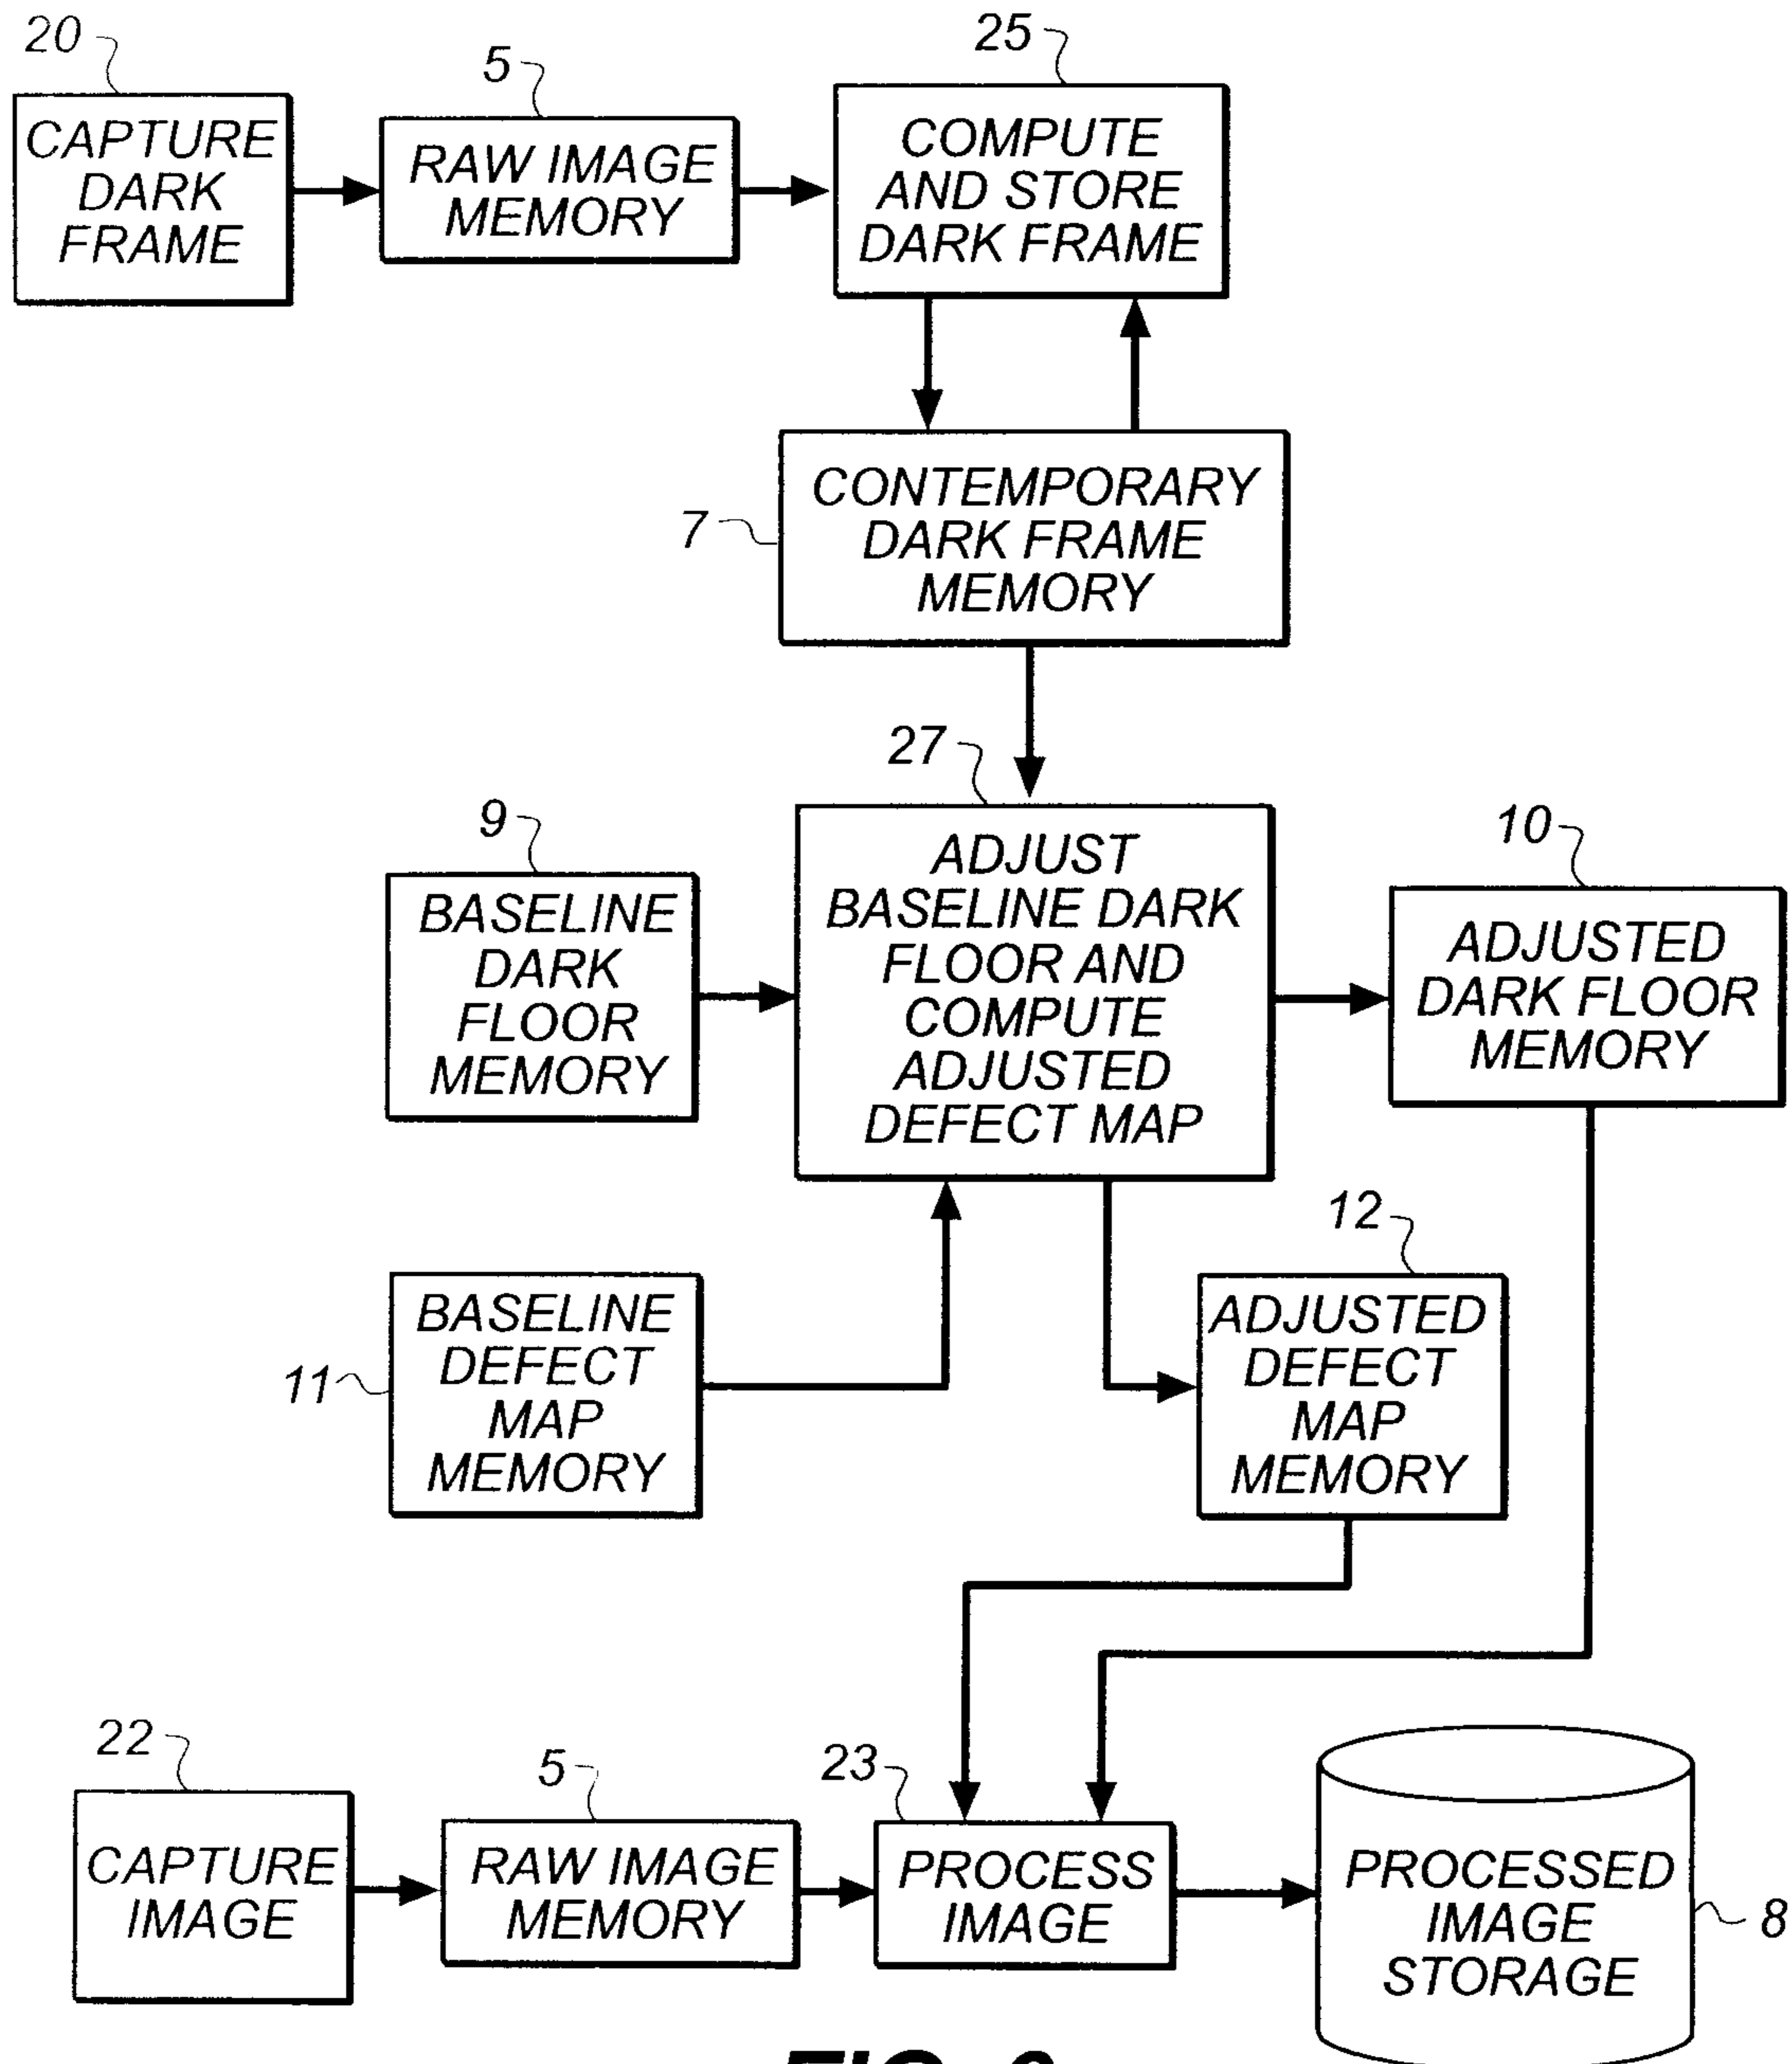 20
5
25
CAPTURE
DARK
FRAME
RAW IMAGE
MEMORY
COMPUTE
AND STORE
DARK FRAME
7
CONTEMPORARY
DARK FRAME
MEMORY
27
9
10
BASELINE
DARK
FLOOR
MEMORY
ADJUST
BASELINE DARK
FLOOR AND
COMPUTE
ADJUSTED
DEFECT MAP
ADJUSTED
DARK FLOOR
MEMORY
12
11
BASELINE
DEFECT
MAP
MEMORY
ADJUSTED
DEFECT
MAP
MEMORY
22
5
23
CAPTURE
IMAGE
RAW IMAGE
MEMORY
PROCESS
IMAGE
PROCESSED
IMAGE
STORAGE
8
FIG.